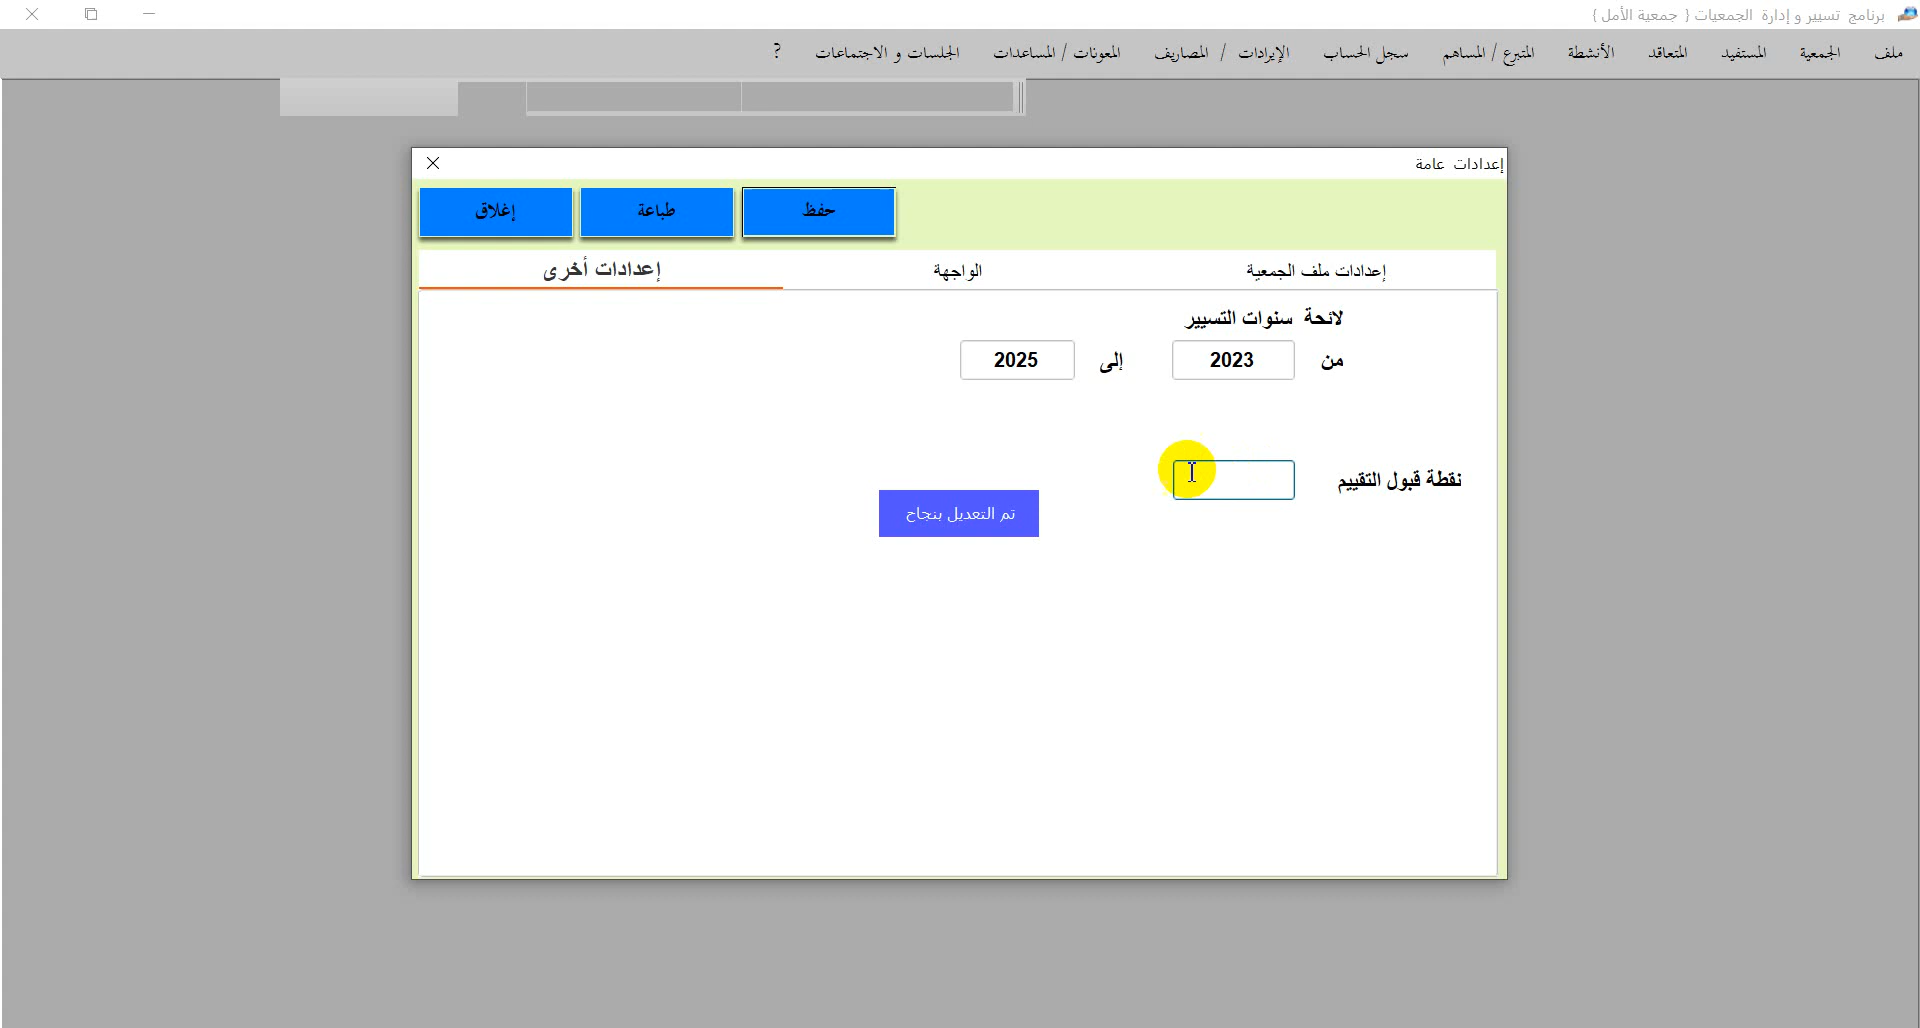 برنامج تسيير و إدارة الجمعيات { جمعية الأمل }
ملف الجمعية المستفيد المتعاقد الأنشطة المتبرع / المساهم سجل الحساب الإيرادات / المصاريف المعونات / المساعدات الجلسات و الاجتماعات ?
إعدادات عامة
حفظ طباعة إغلاق
إعدادات ملف الجمعية الواجهة إعدادات أخرى
لائحة سنوات التسيير
من 2023 إلى 2025
نقطة قبول التقييم
تم التعديل بنجاح